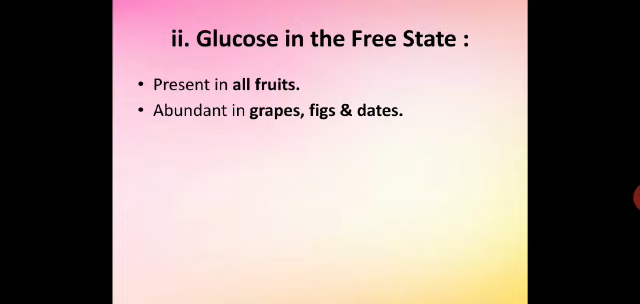 ii. Glucose in the Free State :
• Present in all fruits.
• Abundant in grapes, figs & dates.